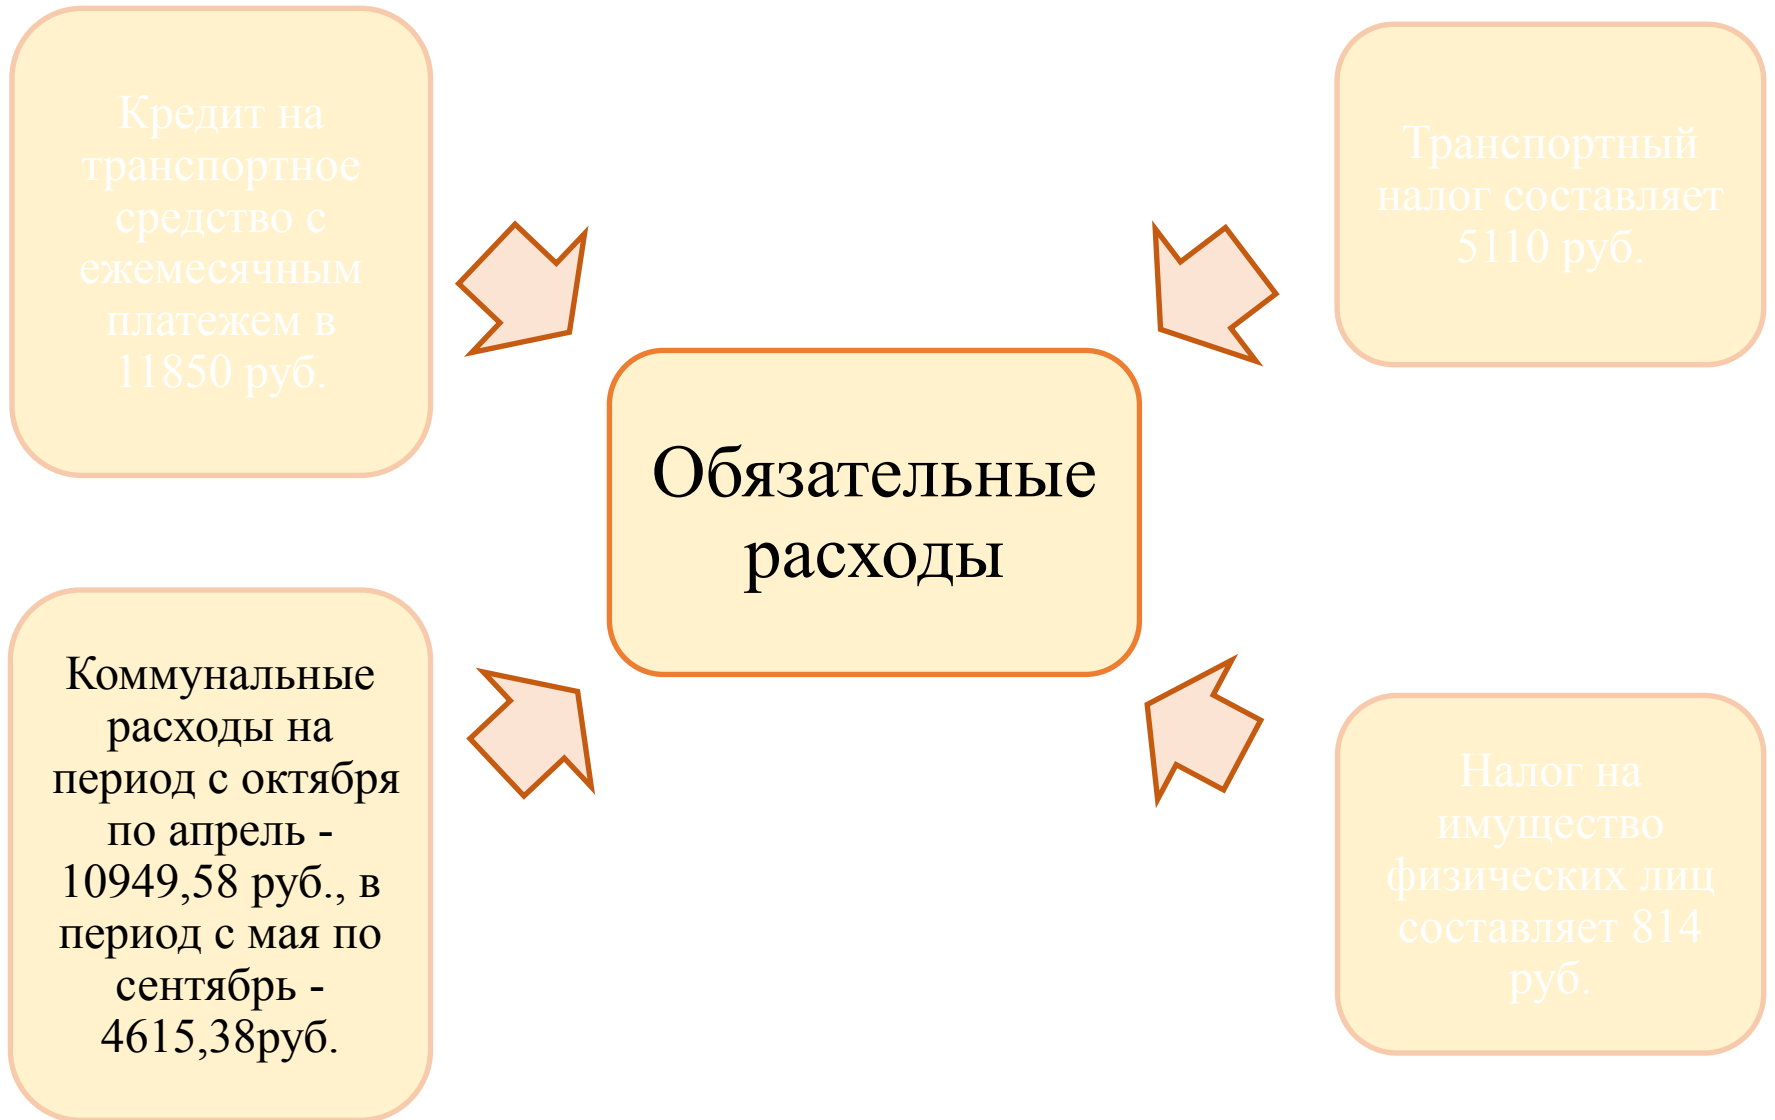 Кредит на
транспортное
средство с
ежемесячным
платежем в
11850 руб.
Транспортный
налог составляет
5110 руб.
Обязательные
расходы
Коммунальные
расходы на
период с октября
по апрель -
10949,58 руб., в
период с мая по
сентябрь -
4615,38руб.
Налог на
имущество
физических лиц
составляет 814
руб.